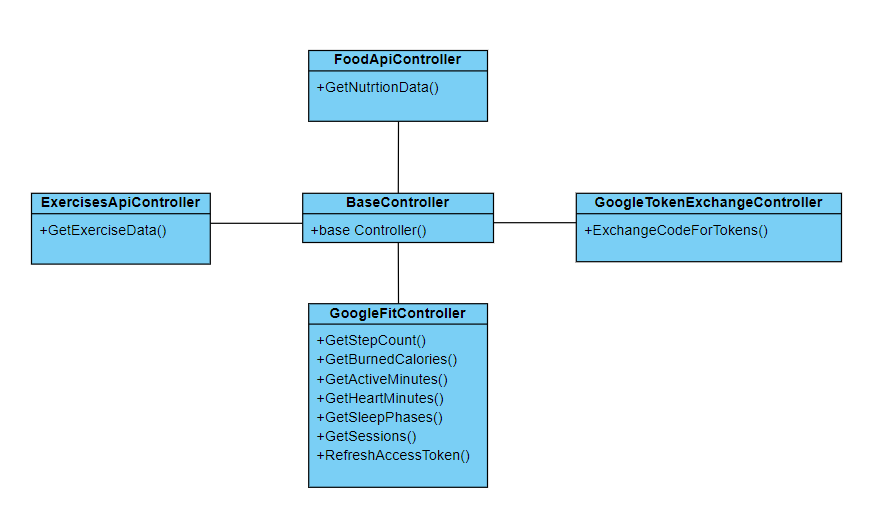 FoodApiController
+GetNutrtionData()
ExercisesApiController
+GetExerciseData()
BaseController
+base Controller()
GoogleTokenExchangeController
+ExchangeCodeForTokens()
GoogleFitController
+GetStepCount()
+GetBurnedCalories()
+GetActiveMinutes()
+GetHeartMinutes()
+GetSleepPhases()
+GetSessions()
+RefreshAccessToken()